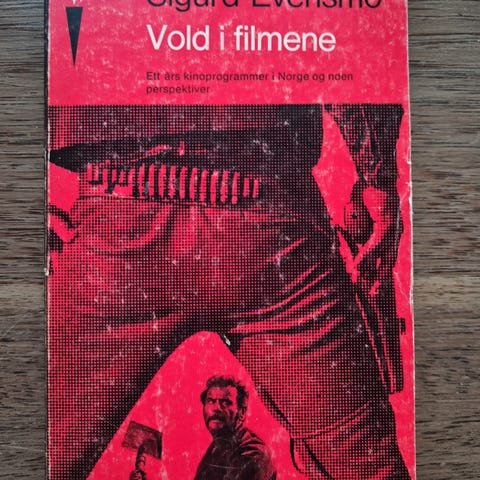 Sigurd Evensmo
Vold i filmene
Ett års kinoprogrammer i Norge og noen
perspektiver